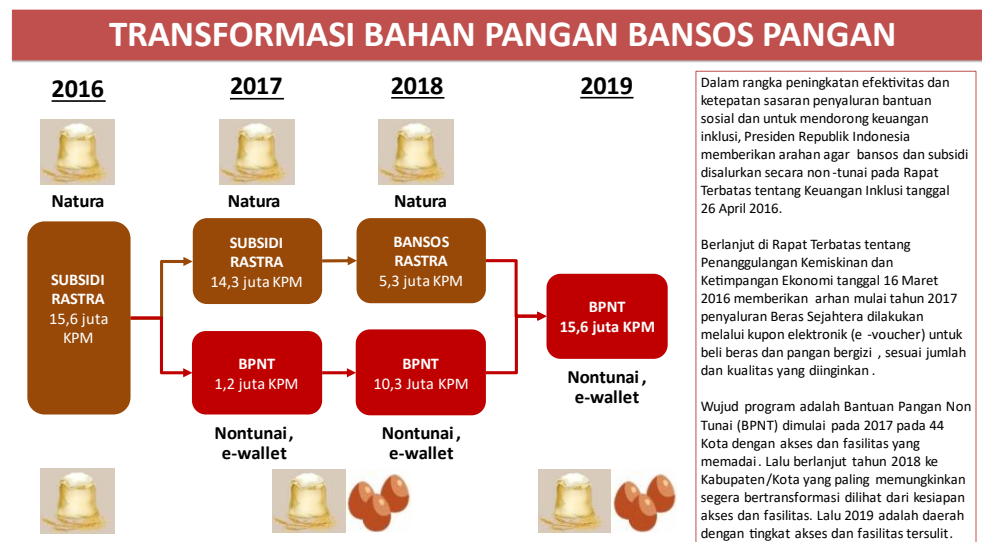 TRANSFORMASI BAHAN PANGAN BANSOS PANGAN
2016
2017
2018
2019
Natura
Natura
Natura
SUBSIDI
RASTRA
15,6 juta
KPM
SUBSIDI
RASTRA
14,3 juta KPM
BANSOS
RASTRA
5,3 juta KPM
BPNT
1,2 juta KPM
BPNT
10,3 Juta KPM
BPNT
15,6 juta KPM
Nontunai,
e-wallet
Nontunai,
e-wallet
Nontunai,
e-wallet
Dalam rangka peningkatan efektivitas dan
ketepatan sasaran penyaluran bantuan
sosial dan untuk mendorong keuangan
inklusi, Presiden Republik Indonesia
memberikan arahan agar bansos dan subsidi
disalurkan secara non -tunai pada Rapat
Terbatas tentang Keuangan Inklusi tanggal
26 April 2016.
Berlanjut di Rapat Terbatas tentang
Penanggulangan Kemiskinan dan
Ketimpangan Ekonomi tanggal 16 Maret
2016 memberikan arhan mulai tahun 2017
penyaluran Beras Sejahtera dilakukan
melalui kupon elektronik (e -voucher) untuk
beli beras dan pangan bergizi , sesuai jumlah
dan kualitas yang diinginkan .
Wujud program adalah Bantuan Pangan Non
Tunai (BPNT) dimulai pada 2017 pada 44
Kota dengan akses dan fasilitas yang
memadai. Lalu berlanjut tahun 2018 ke
Kabupaten/Kota yang paling memungkinkan
segera bertransformasi dilihat dari kesiapan
akses dan fasilitas. Lalu 2019 adalah daerah
dengan tingkat akses dan fasilitas tersulit.